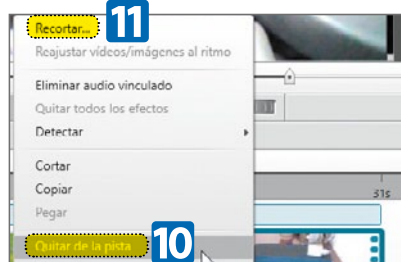 Recortar... 11
Reajustar vídeos/imágenes al ritmo
Eliminar audio vinculado
Quitar todos los efectos
Detectar
Cortar
Copiar
Pegar
51s
Quitar de la pista 10